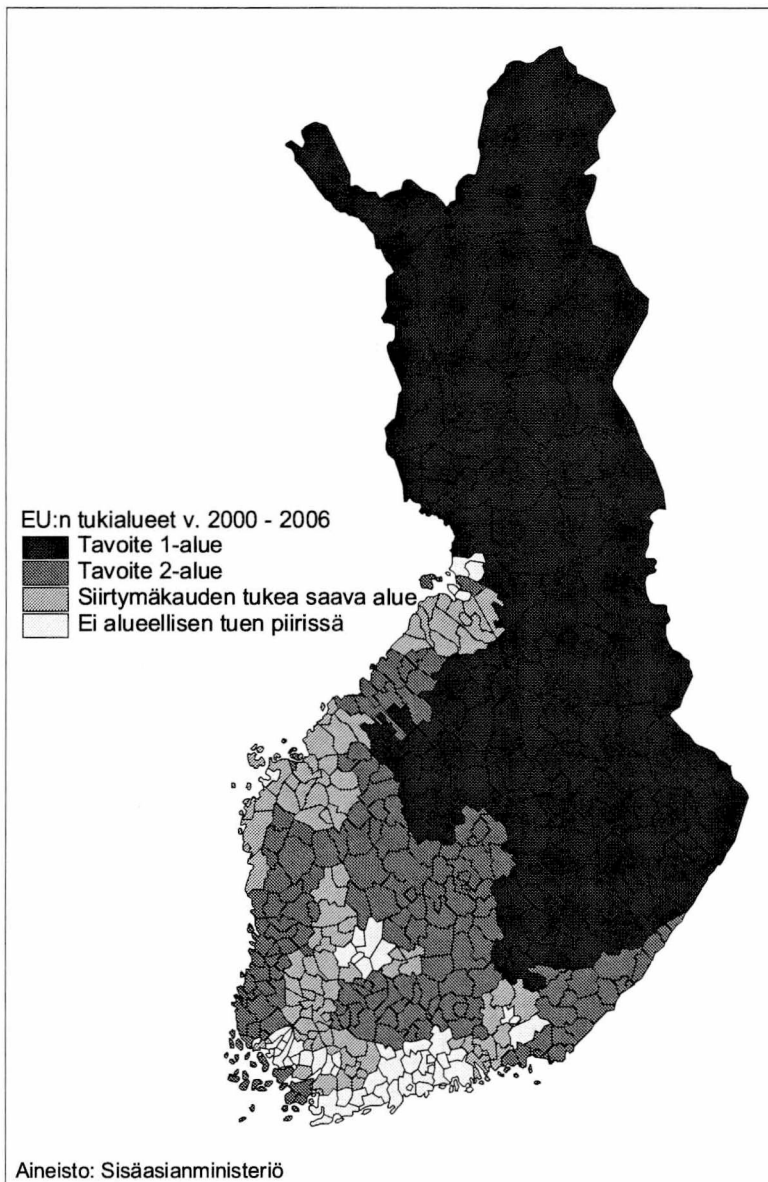 EU:n tukialueet v. 2000 - 2006
Tavoite 1-alue
Tavoite 2-alue
Siirtymäkauden tukea saava alue
Ei alueellisen tuen piirissä
Aineisto: Sisäasianministeriö